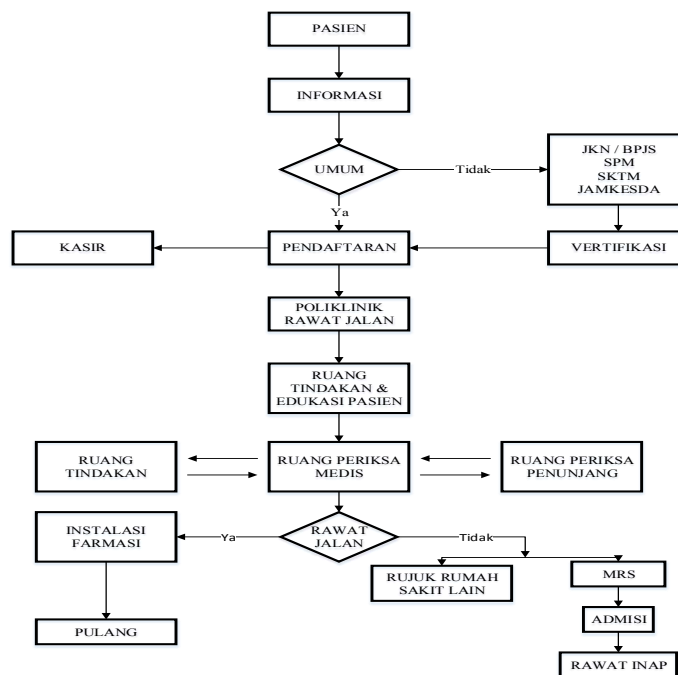 PASIEN
INFORMASI
UMUM
Tidak
JKN / BPJS
SPM
SKTM
JAMKESDA
Ya
KASIR
PENDAFTARAN
VERTIFIKASI
POLIKLINIK
RAWAT JALAN
RUANG
TINDAKAN &
EDUKASI PASIEN
RUANG
TINDAKAN
RUANG PERIKSA
MEDIS
RUANG PERIKSA
PENUNJANG
INSTALASI
FARMASI
Ya
RAWAT
JALAN
Tidak
RUJUK RUMAH
SAKIT LAIN
MRS
ADMISI
PULANG
RAWAT INAP